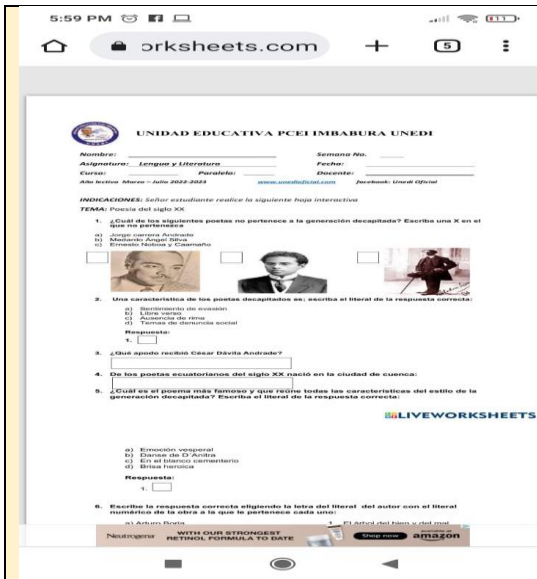 5:59 PM
orksheets.com
5
UNIDAD EDUCATIVA PCEI IMBABURA UNEDI
Nombre: Semana No.
Asignatura: Lengua y Literatura Fecha:
Curso: Paralelo: Docente:
Año lectivo Marzo – Julio 2022-2023 www.unedioficial.com facebook: Unedi Oficial
INDICACIONES: Señor estudiante realice la siguiente hoja interactiva
TEMA: Poesía del siglo XX
1. ¿Cuál de los siguientes poetas no pertenece a la generación decapitada? Escriba una X en el
que no pertenezca
a) Jorge carrera Andrade
b) Medardo Ángel Silva
c) Ernesto Noboa y Caamaño
2. Una característica de los poetas decapitados es; escriba el literal de la respuesta correcta:
a) Sentimiento de evasión
b) Libre verso
c) Ausencia de rima
d) Temas de denuncia social
Respuesta:
1.
3. ¿Qué apodo recibió César Dávila Andrade?
4. De los poetas ecuatorianos del siglo XX nació en la ciudad de cuenca:
5. ¿Cuál es el poema más famoso y que reúne todas las características del estilo de la
generación decapitada? Escriba el literal de la respuesta correcta:
LIVEWORKSHEETS
a) Emoción vesperal
b) Danse de D´Anitra
c) En el blanco cementerio
d) Brisa heroica
Respuesta:
1.
6. Escribe la respuesta correcta eligiendo la letra del literal del autor con el literal
numérico de la obra a la que le pertenece cada uno:
a) Arturo Borja 1. El árbol del bien y del mal
Neutrogena WITH OUR STRONGEST RETINOL FORMULA TO DATE Shop now amazon